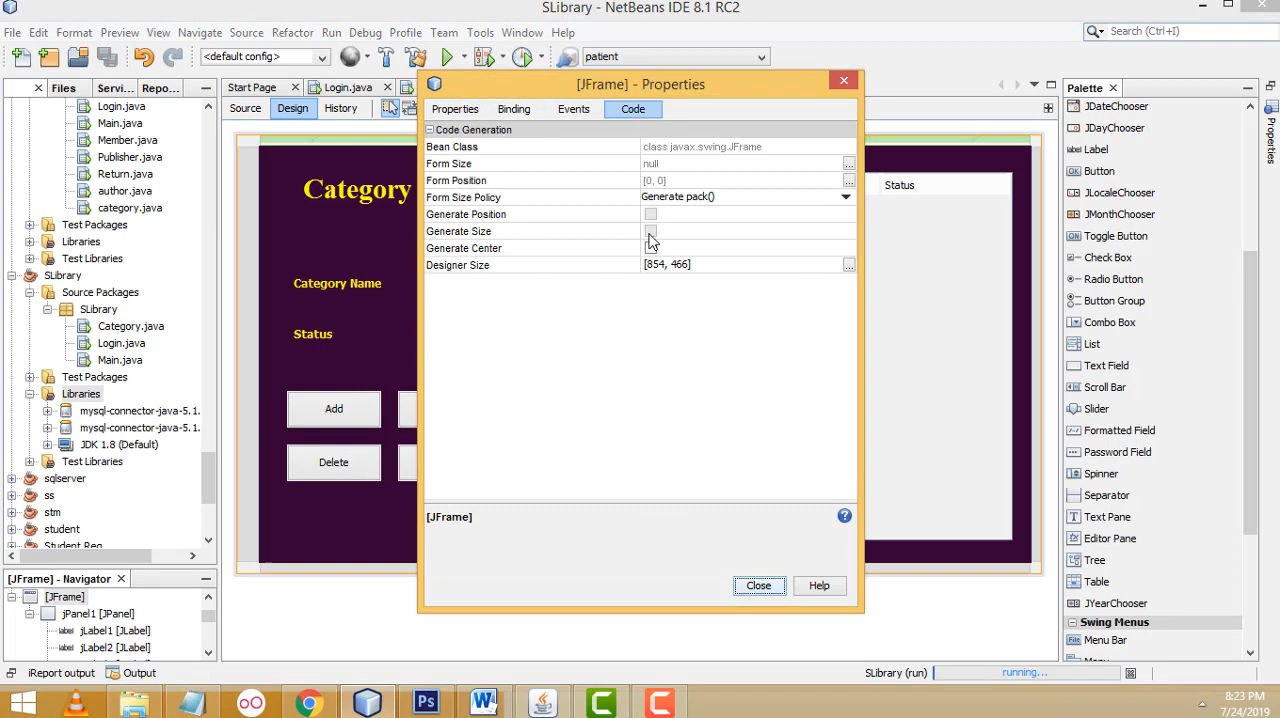 SLibrary - NetBeans IDE 8.1 RC2
File Edit Format Preview View Navigate Source Refactor Run Debug Profile Team Tools Window Help
Search (Ctrl+I)
<default config>
patient
Files
Servi...
Repo...
Login.java
Main.java
Member.java
Publisher.java
Return.java
author.java
category.java
Test Packages
Libraries
Test Libraries
SLibrary
Source Packages
SLibrary
Category.java
Login.java
Main.java
Test Packages
Libraries
mysql-connector-java-5.1.
mysql-connector-java-5.1.
JDK 1.8 (Default)
Test Libraries
sqlserver
ss
stm
student
Student Reg
[JFrame] - Navigator
[JFrame]
jPanel1 [JPanel]
label jLabel1 [JLabel]
label jLabel2 [JLabel]
Start Page
Login.java
Source
Design
History
Category
Category Name
Status
Add
Delete
Status
[JFrame] - Properties
Properties
Binding
Events
Code
Code Generation
Bean Class class javax.swing.JFrame
Form Size null ...
Form Position [0, 0] ...
Form Size Policy Generate pack()
Generate Position
Generate Size
Generate Center
Designer Size [854, 466] ...
[JFrame]
Close
Help
Palette
JDateChooser
JDayChooser
label Label
Button
JLocaleChooser
JMonthChooser
Toggle Button
Check Box
Radio Button
Button Group
Combo Box
List
Text Field
Scroll Bar
Slider
Formatted Field
Password Field
Spinner
Separator
Text Pane
Editor Pane
Tree
Table
JYearChooser
Swing Menus
Menu Bar
Properties
iReport output
Output
SLibrary (run)
running...
8:23 PM
7/24/2019